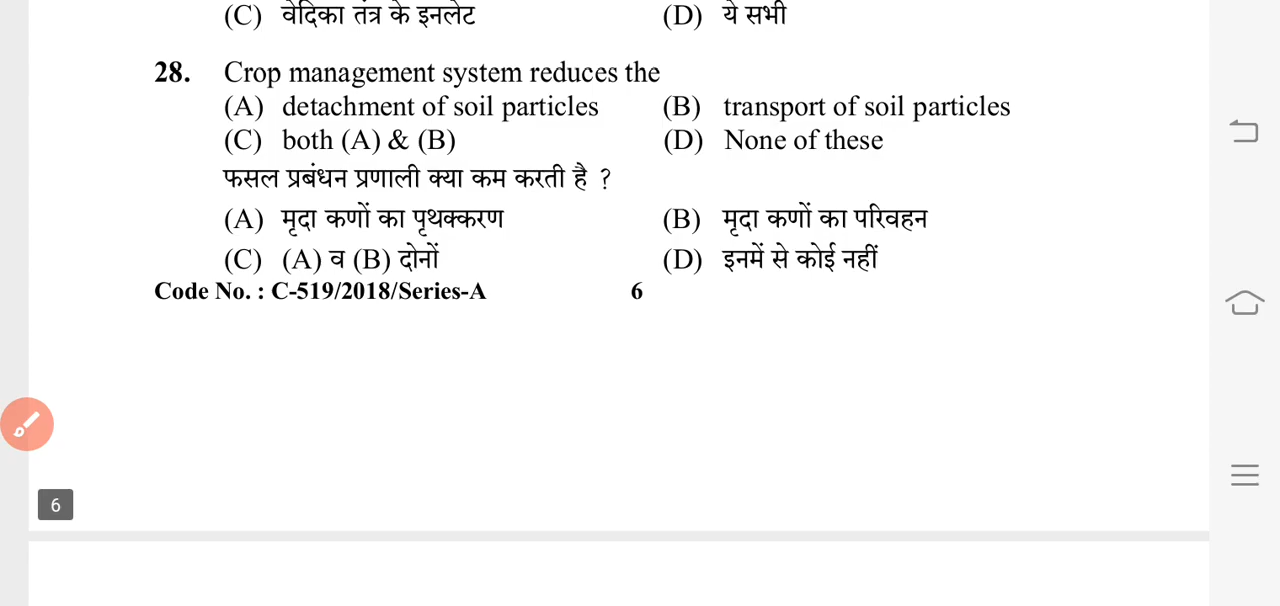 (C) वेदिका तंत्र के इनलेट (D) ये सभी
28. Crop management system reduces the
(A) detachment of soil particles (B) transport of soil particles
(C) both (A) & (B) (D) None of these
फसल प्रबंधन प्रणाली क्या कम करती है ?
(A) मृदा कणों का पृथक्करण (B) मृदा कणों का परिवहन
(C) (A) व (B) दोनों (D) इनमें से कोई नहीं
Code No. : C-519/2018/Series-A 6
6